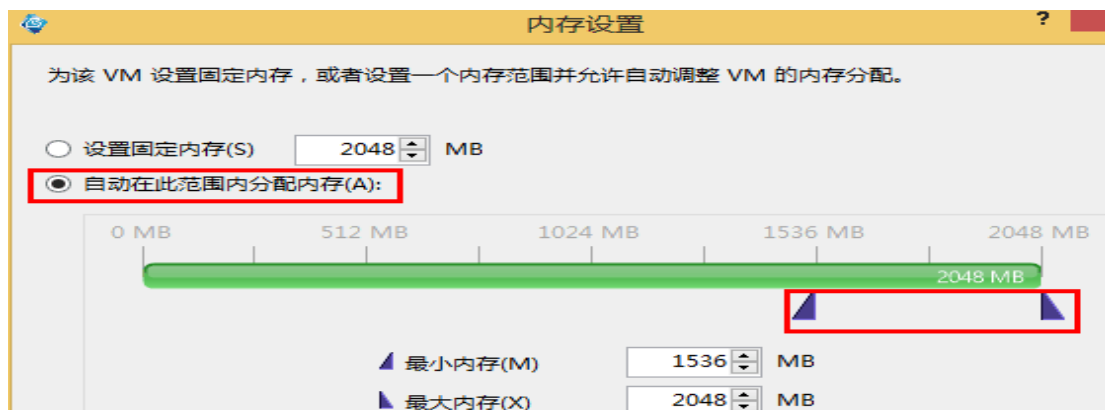 内存设置 ?
为该 VM 设置固定内存，或者设置一个内存范围并允许自动调整 VM 的内存分配。
设置固定内存(S) 2048 MB
自动在此范围内分配内存(A):
0 MB 512 MB 1024 MB 1536 MB 2048 MB
2048 MB
最小内存(M) 1536 MB
最大内存(X) 2048 MB